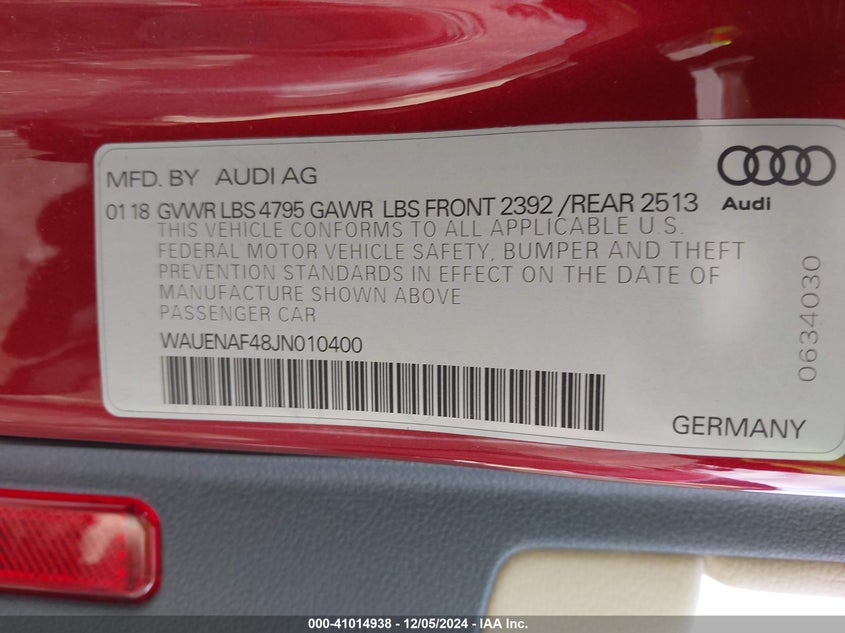 MFD. BY AUDI AG
Audi
01 18 GVWR LBS 4795 GAWR LBS FRONT 2392 /REAR 2513
THIS VEHICLE CONFORMS TO ALL APPLICABLE U.S.
FEDERAL MOTOR VEHICLE SAFETY, BUMPER AND THEFT
PREVENTION STANDARDS IN EFFECT ON THE DATE OF
MANUFACTURE SHOWN ABOVE
PASSENGER CAR
WAUENAF48JN010400
0634030
GERMANY
000-41014938 - 12/05/2024 - IAA Inc.